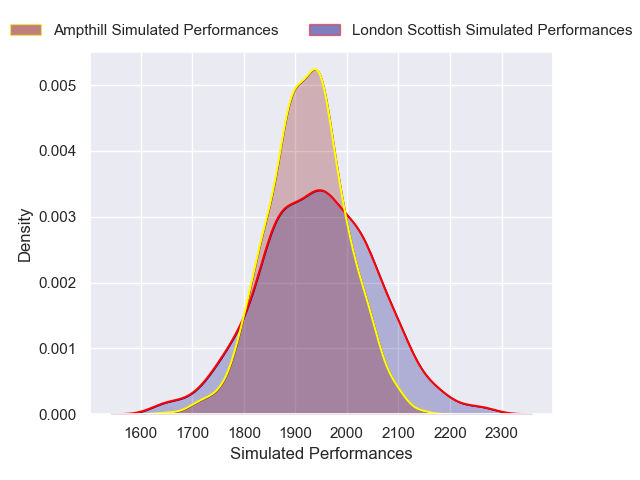 Ampthill Simulated Performances London Scottish Simulated Performances
0.005
0.004
0.003
0.002
0.001
0.000
Density
1600 1700 1800 1900 2000 2100 2200 2300
Simulated Performances